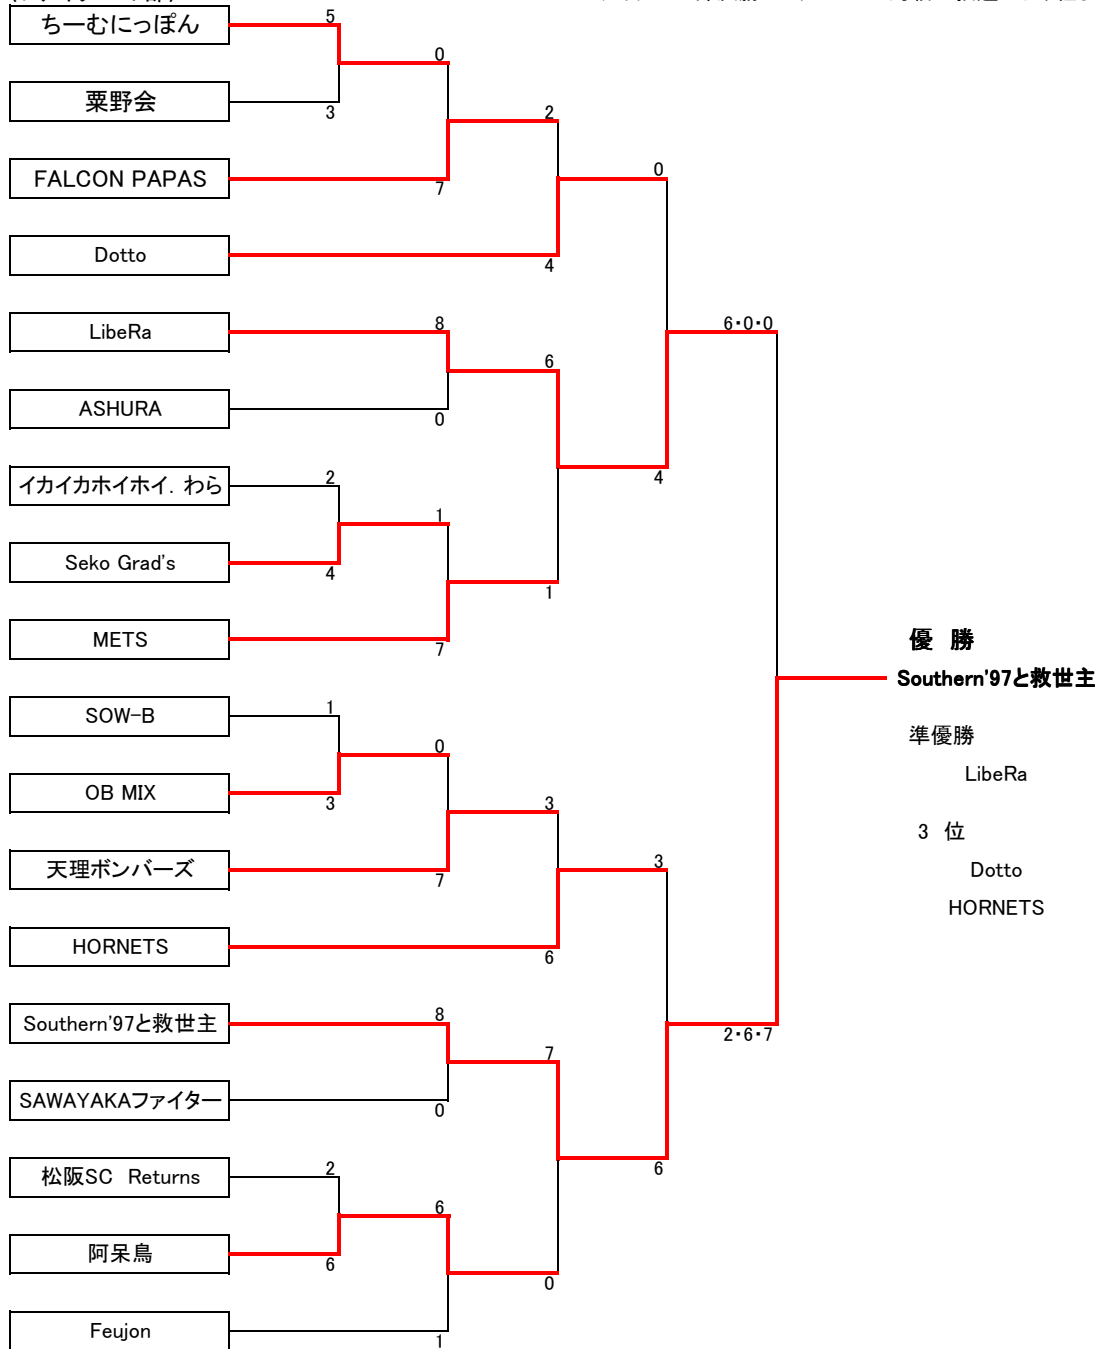 ちーむにっぽん
5
0
粟野会
3
2
FALCON PAPAS
7
0
Dotto
4
LibeRa
8
6・0・0
6
ASHURA
0
イカイカホイホイ. わら
2
4
1
Seko Grad's
4
1
METS
7
優 勝
Southern'97と救世主
SOW-B
1
0
準優勝
LibeRa
OB MIX
3
3
3 位
天理ボンバーズ
7
3
Dotto
HORNETS
HORNETS
6
Southern'97と救世主
8
2・6・7
7
SAWAYAKAファイター
0
松阪SC Returns
2
6
6
阿呆鳥
6
0
Feujon
1